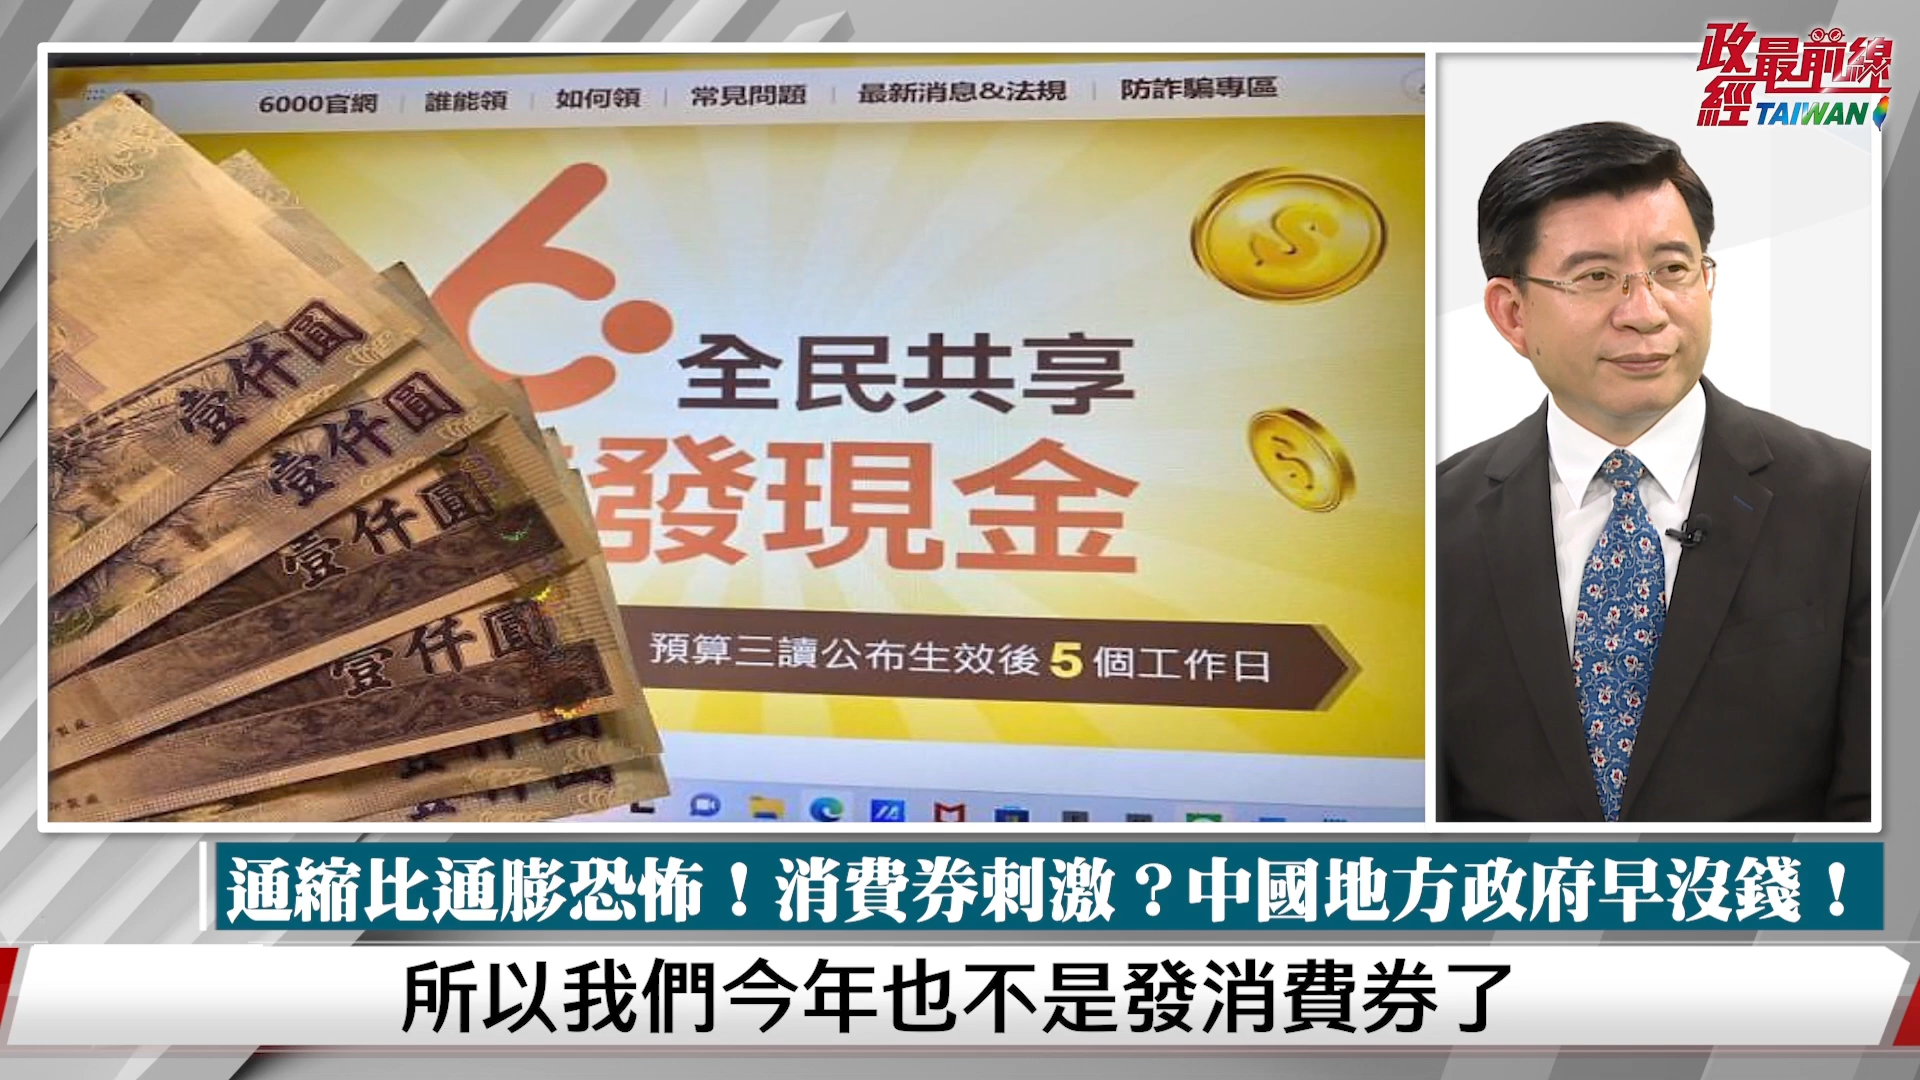 政經最前線
TAIWAN
6000官網 誰能領 如何領 常見問題 最新消息&法規 防詐騙專區
全民共享
發現金
預算三讀公布生效後5個工作日
壹仟圓
壹仟圓
壹仟圓
壹仟圓
通縮比通膨恐怖！消費券刺激？中國地方政府早沒錢！
所以我們今年也不是發消費券了